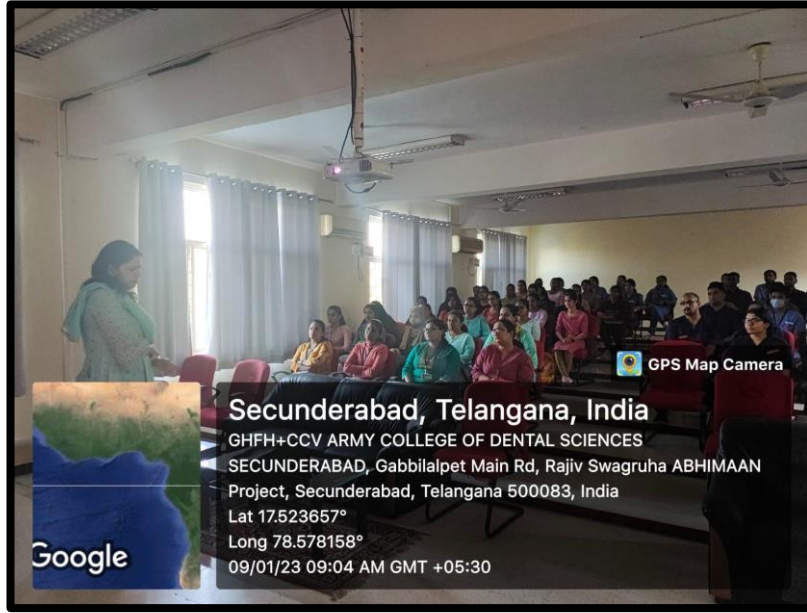 GPS Map Camera
Secunderabad, Telangana, India
GHFH+CCV ARMY COLLEGE OF DENTAL SCIENCES
SECUNDERABAD, Gabbilalpet Main Rd, Rajiv Swagruha ABHIMAAN
Project, Secunderabad, Telangana 500083, India
Lat 17.523657°
Long 78.578158°
09/01/23 09:04 AM GMT +05:30
Google